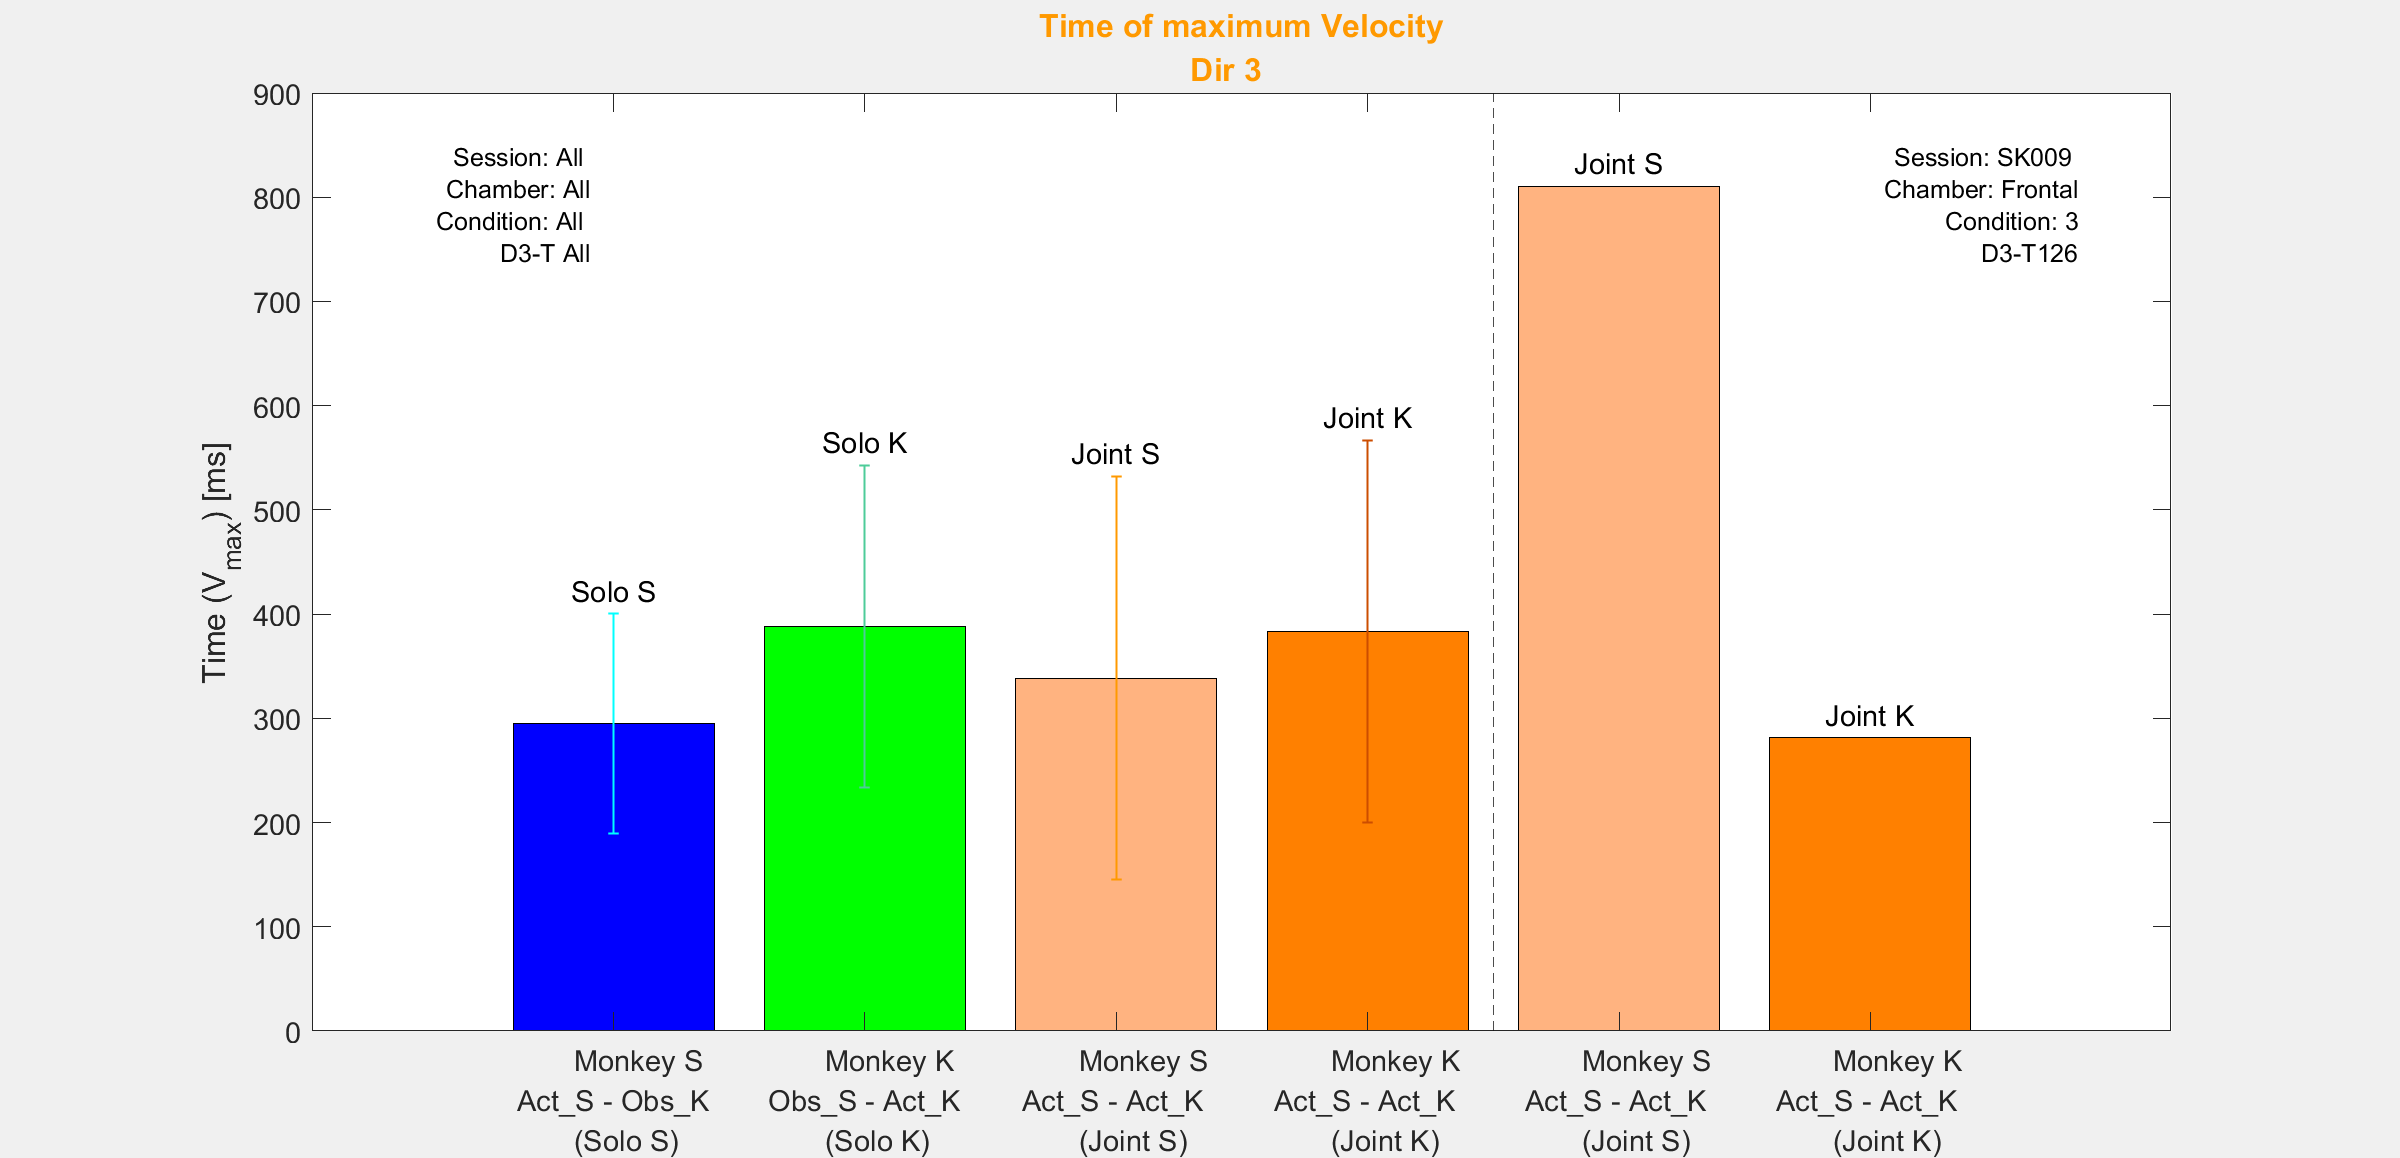 Time of maximum Velocity
Dir 3
900
800
700
600
500
400
300
200
100
0
Time (Vmax) [ms]
Session: All
Chamber: All
Condition: All
D3-T All
Session: SK009
Chamber: Frontal
Condition: 3
D3-T126
Solo S
Solo K
Joint S
Joint K
Joint S
Joint K
Monkey S
Act_S - Obs_K
(Solo S)
Monkey K
Obs_S - Act_K
(Solo K)
Monkey S
Act_S - Act_K
(Joint S)
Monkey K
Act_S - Act_K
(Joint K)
Monkey S
Act_S - Act_K
(Joint S)
Monkey K
Act_S - Act_K
(Joint K)